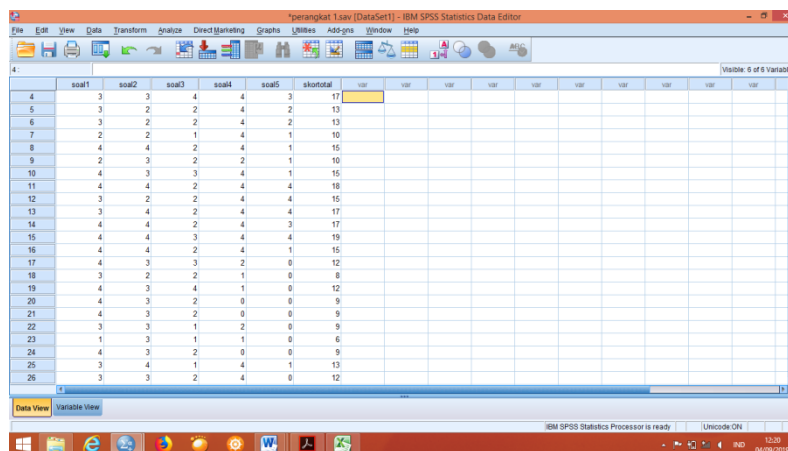 *perangkat 1.sav [DataSet1] - IBM SPSS Statistics Data Editor
File Edit View Data Transform Analyze Direct Marketing Graphs Utilities Add-ons Window Help
4 :
Visible: 6 of 6 Variabl
soal1 soal2 soal3 soal4 soal5 skortotal var var var var var var var var var
4 3 3 4 4 3 17
5 3 2 2 4 2 13
6 3 2 2 4 2 13
7 2 2 1 4 1 10
8 4 4 2 4 1 15
9 2 3 2 2 1 10
10 4 3 3 4 1 15
11 4 4 2 4 4 18
12 3 2 2 4 4 15
13 3 4 2 4 4 17
14 4 4 2 4 3 17
15 4 4 3 4 4 19
16 4 4 2 4 1 15
17 4 3 3 2 0 12
18 3 2 2 1 0 8
19 4 3 4 1 0 12
20 4 3 2 0 0 9
21 4 3 2 0 0 9
22 3 3 1 2 0 9
23 1 3 1 1 0 6
24 4 3 2 0 0 9
25 3 4 1 4 1 13
26 3 3 2 4 0 12
Data View Variable View
IBM SPSS Statistics Processor is ready Unicode:ON
IND 12:20